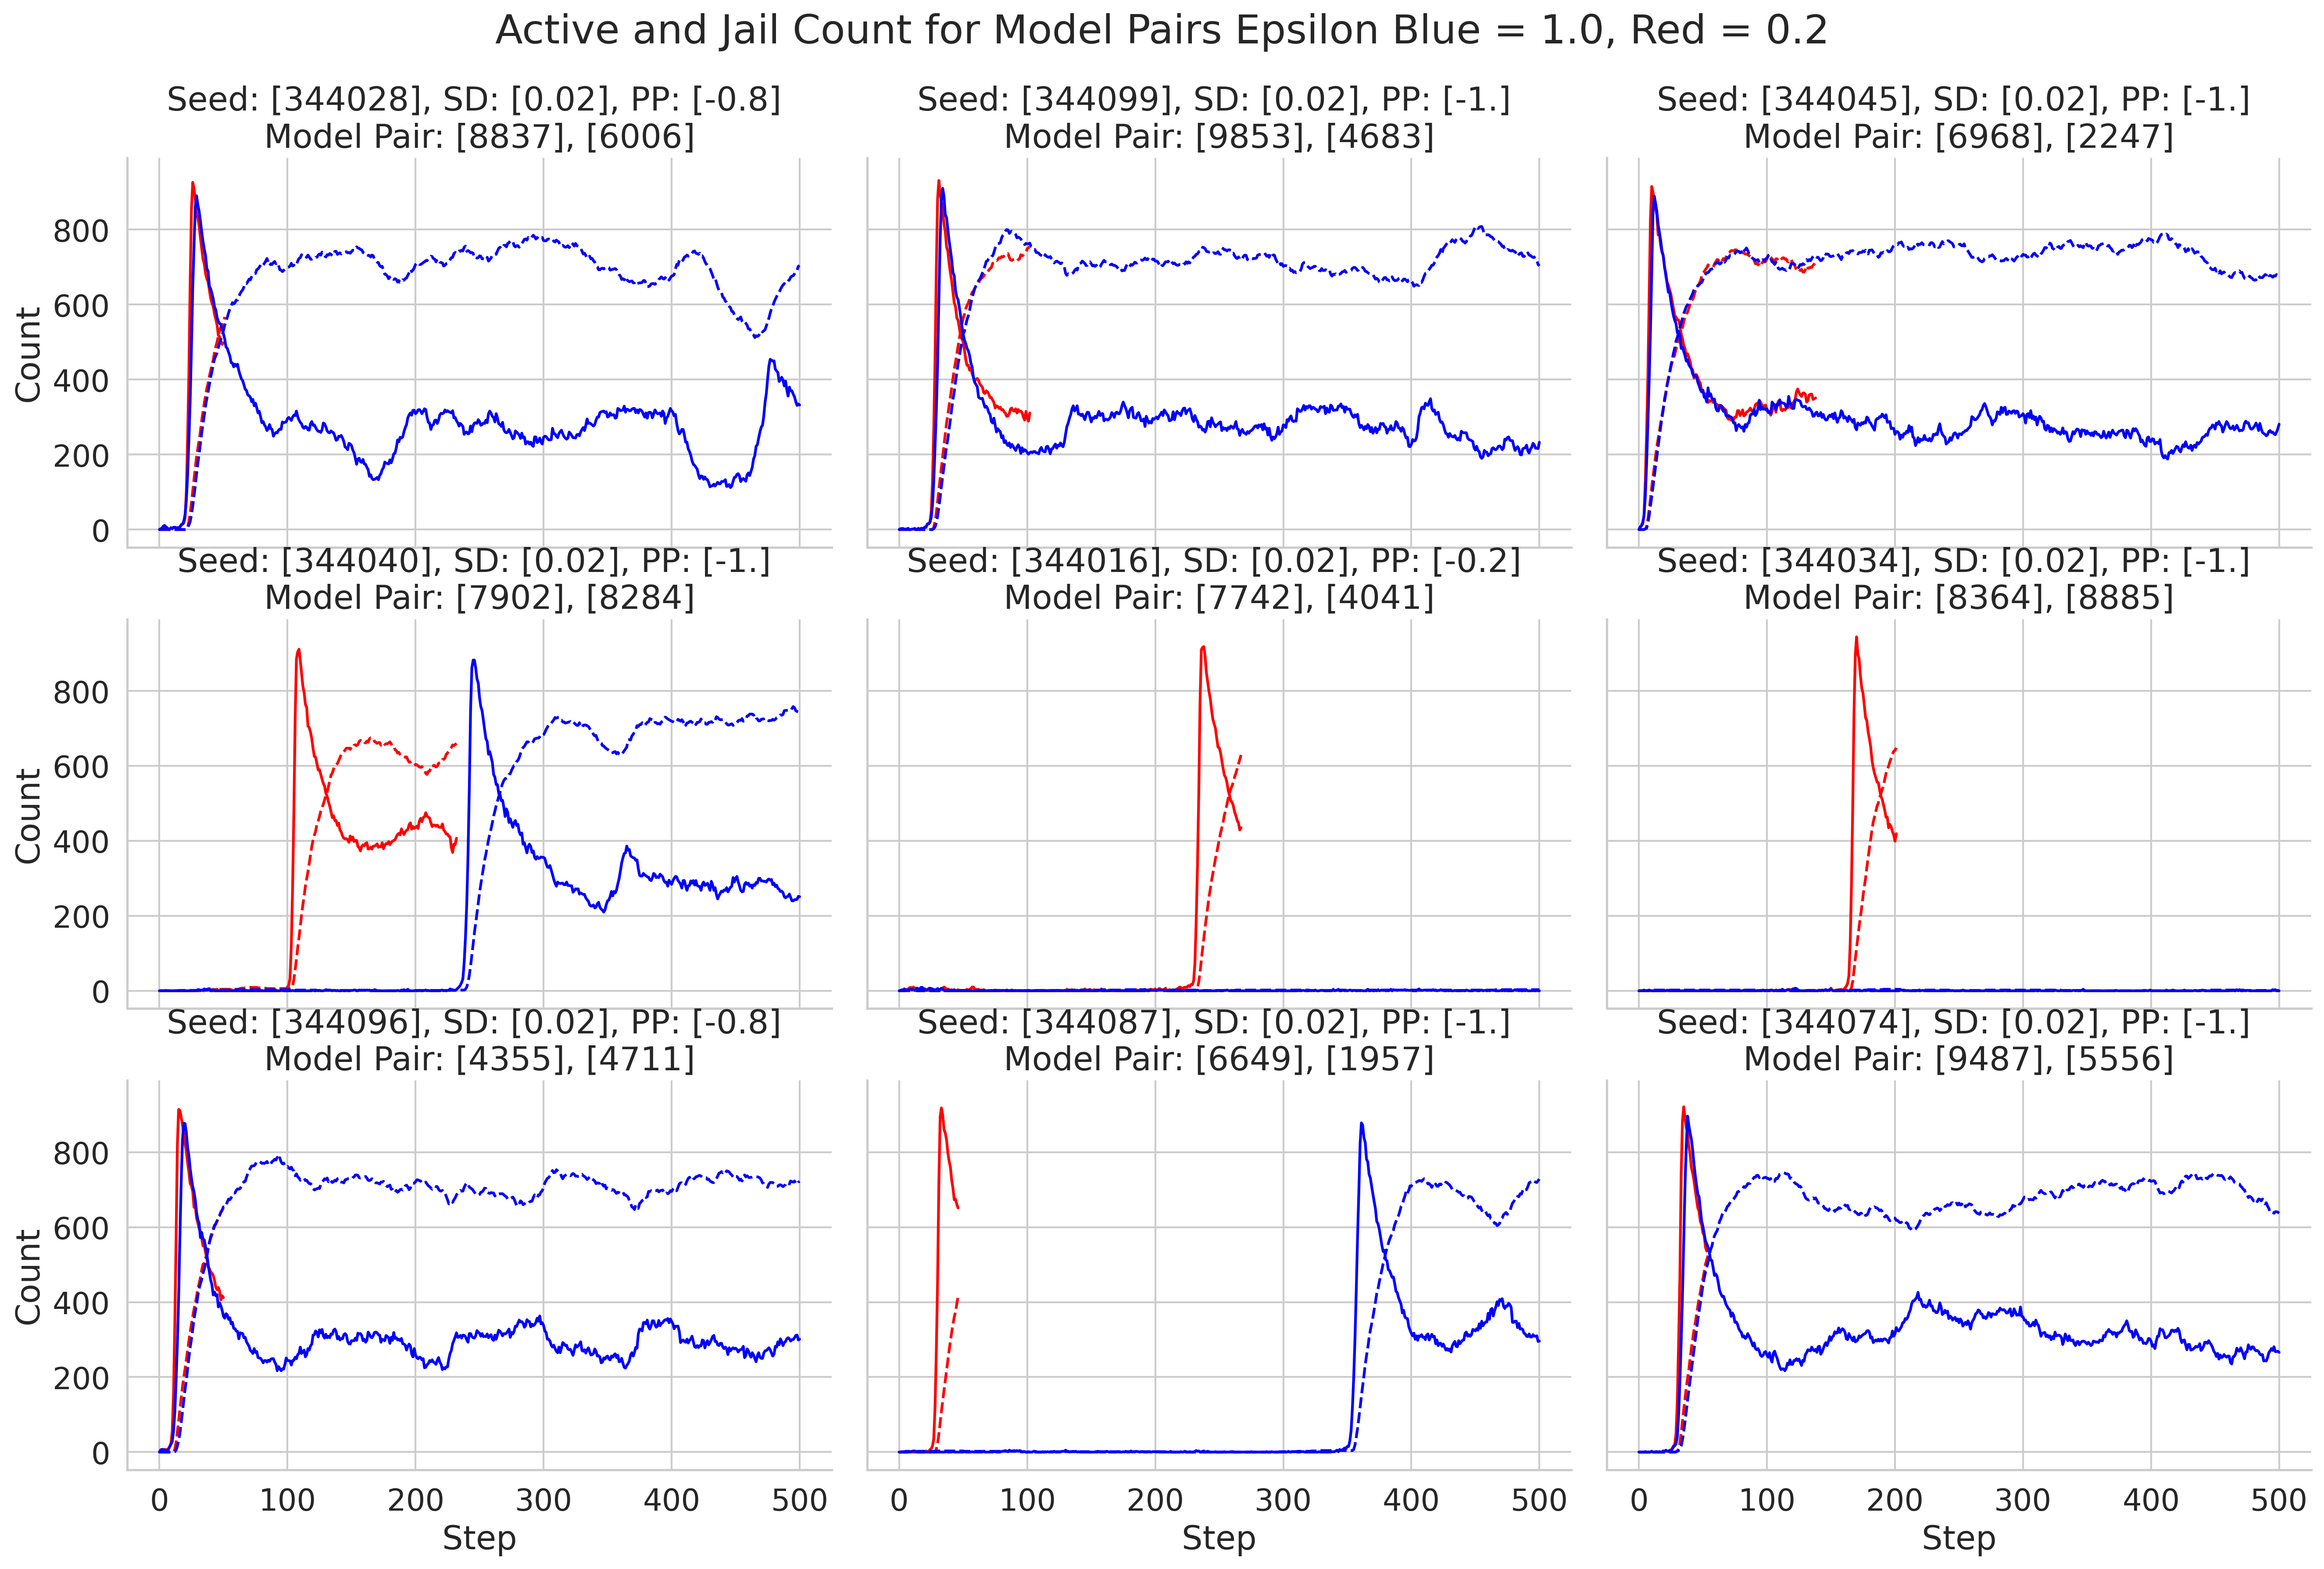 Active and Jail Count for Model Pairs Epsilon Blue = 1.0, Red = 0.2
Seed: [344028], SD: [0.02], PP: [-0.8]
Model Pair: [8837], [6006]
Seed: [344099], SD: [0.02], PP: [-1.]
Model Pair: [9853], [4683]
Seed: [344045], SD: [0.02], PP: [-1.]
Model Pair: [6968], [2247]
Count
800
600
400
200
0
Seed: [344040], SD: [0.02], PP: [-1.]
Model Pair: [7902], [8284]
Seed: [344016], SD: [0.02], PP: [-0.2]
Model Pair: [7742], [4041]
Seed: [344034], SD: [0.02], PP: [-1.]
Model Pair: [8364], [8885]
Count
800
600
400
200
0
Seed: [344096], SD: [0.02], PP: [-0.8]
Model Pair: [4355], [4711]
Seed: [344087], SD: [0.02], PP: [-1.]
Model Pair: [6649], [1957]
Seed: [344074], SD: [0.02], PP: [-1.]
Model Pair: [9487], [5556]
Count
800
600
400
200
0
0 100 200 300 400 500
Step
0 100 200 300 400 500
Step
0 100 200 300 400 500
Step